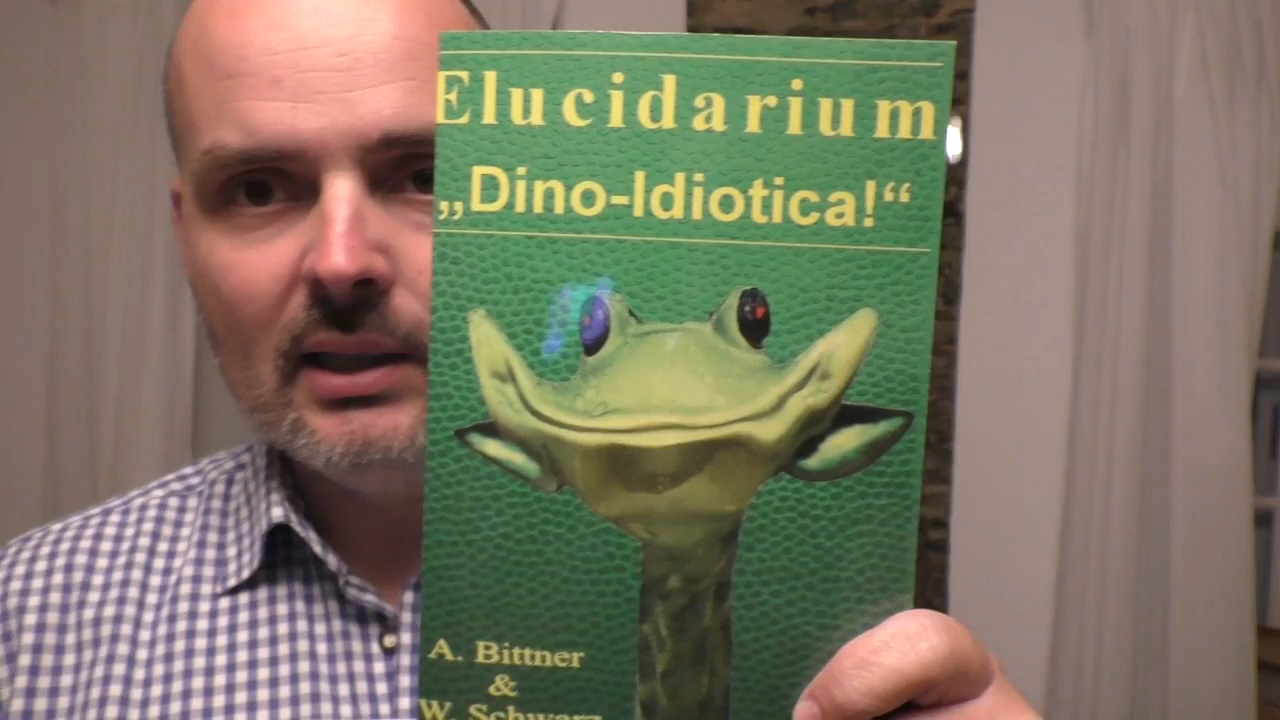 Elucidarium
„Dino-Idiotica!“
A. Bittner
&
W. Schwarz